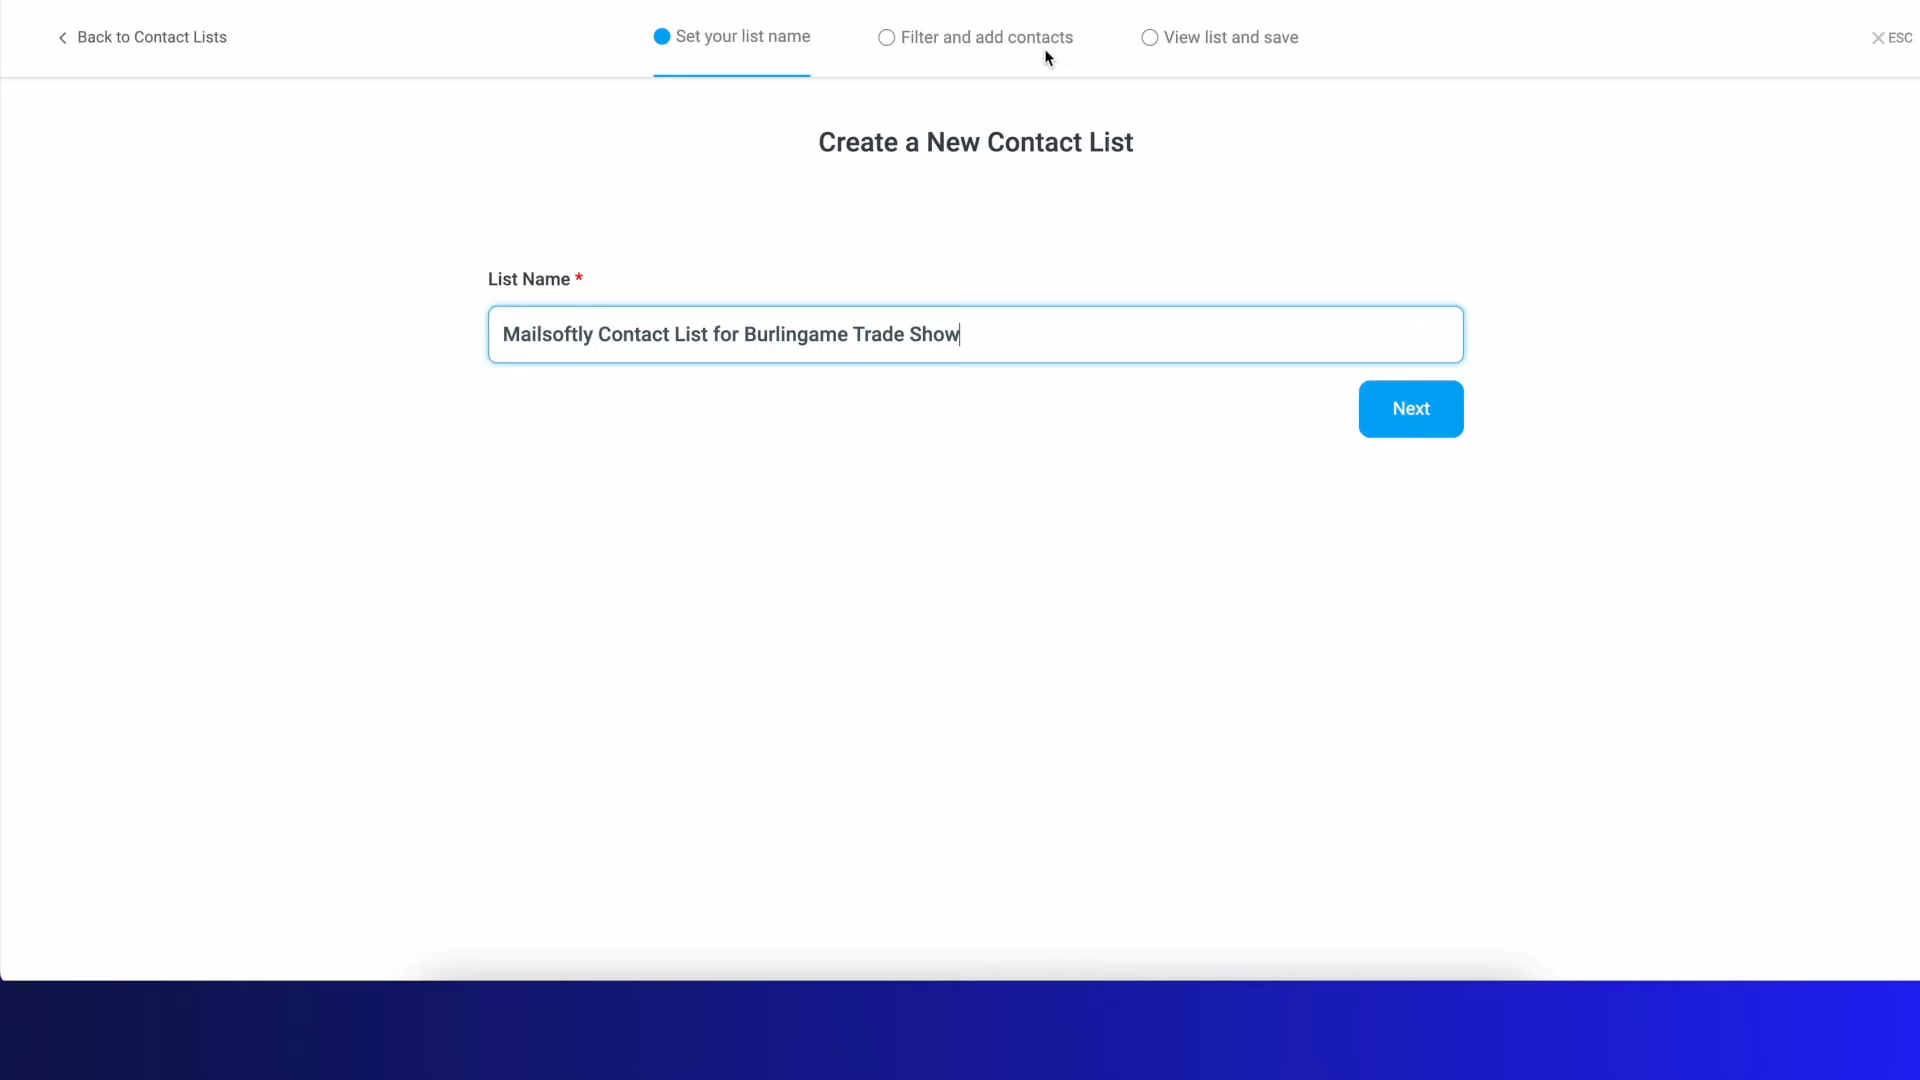 Back to Contact Lists
Set your list name
Filter and add contacts
View list and save
ESC
Create a New Contact List
List Name *
Mailsoftly Contact List for Burlingame Trade Show
Next